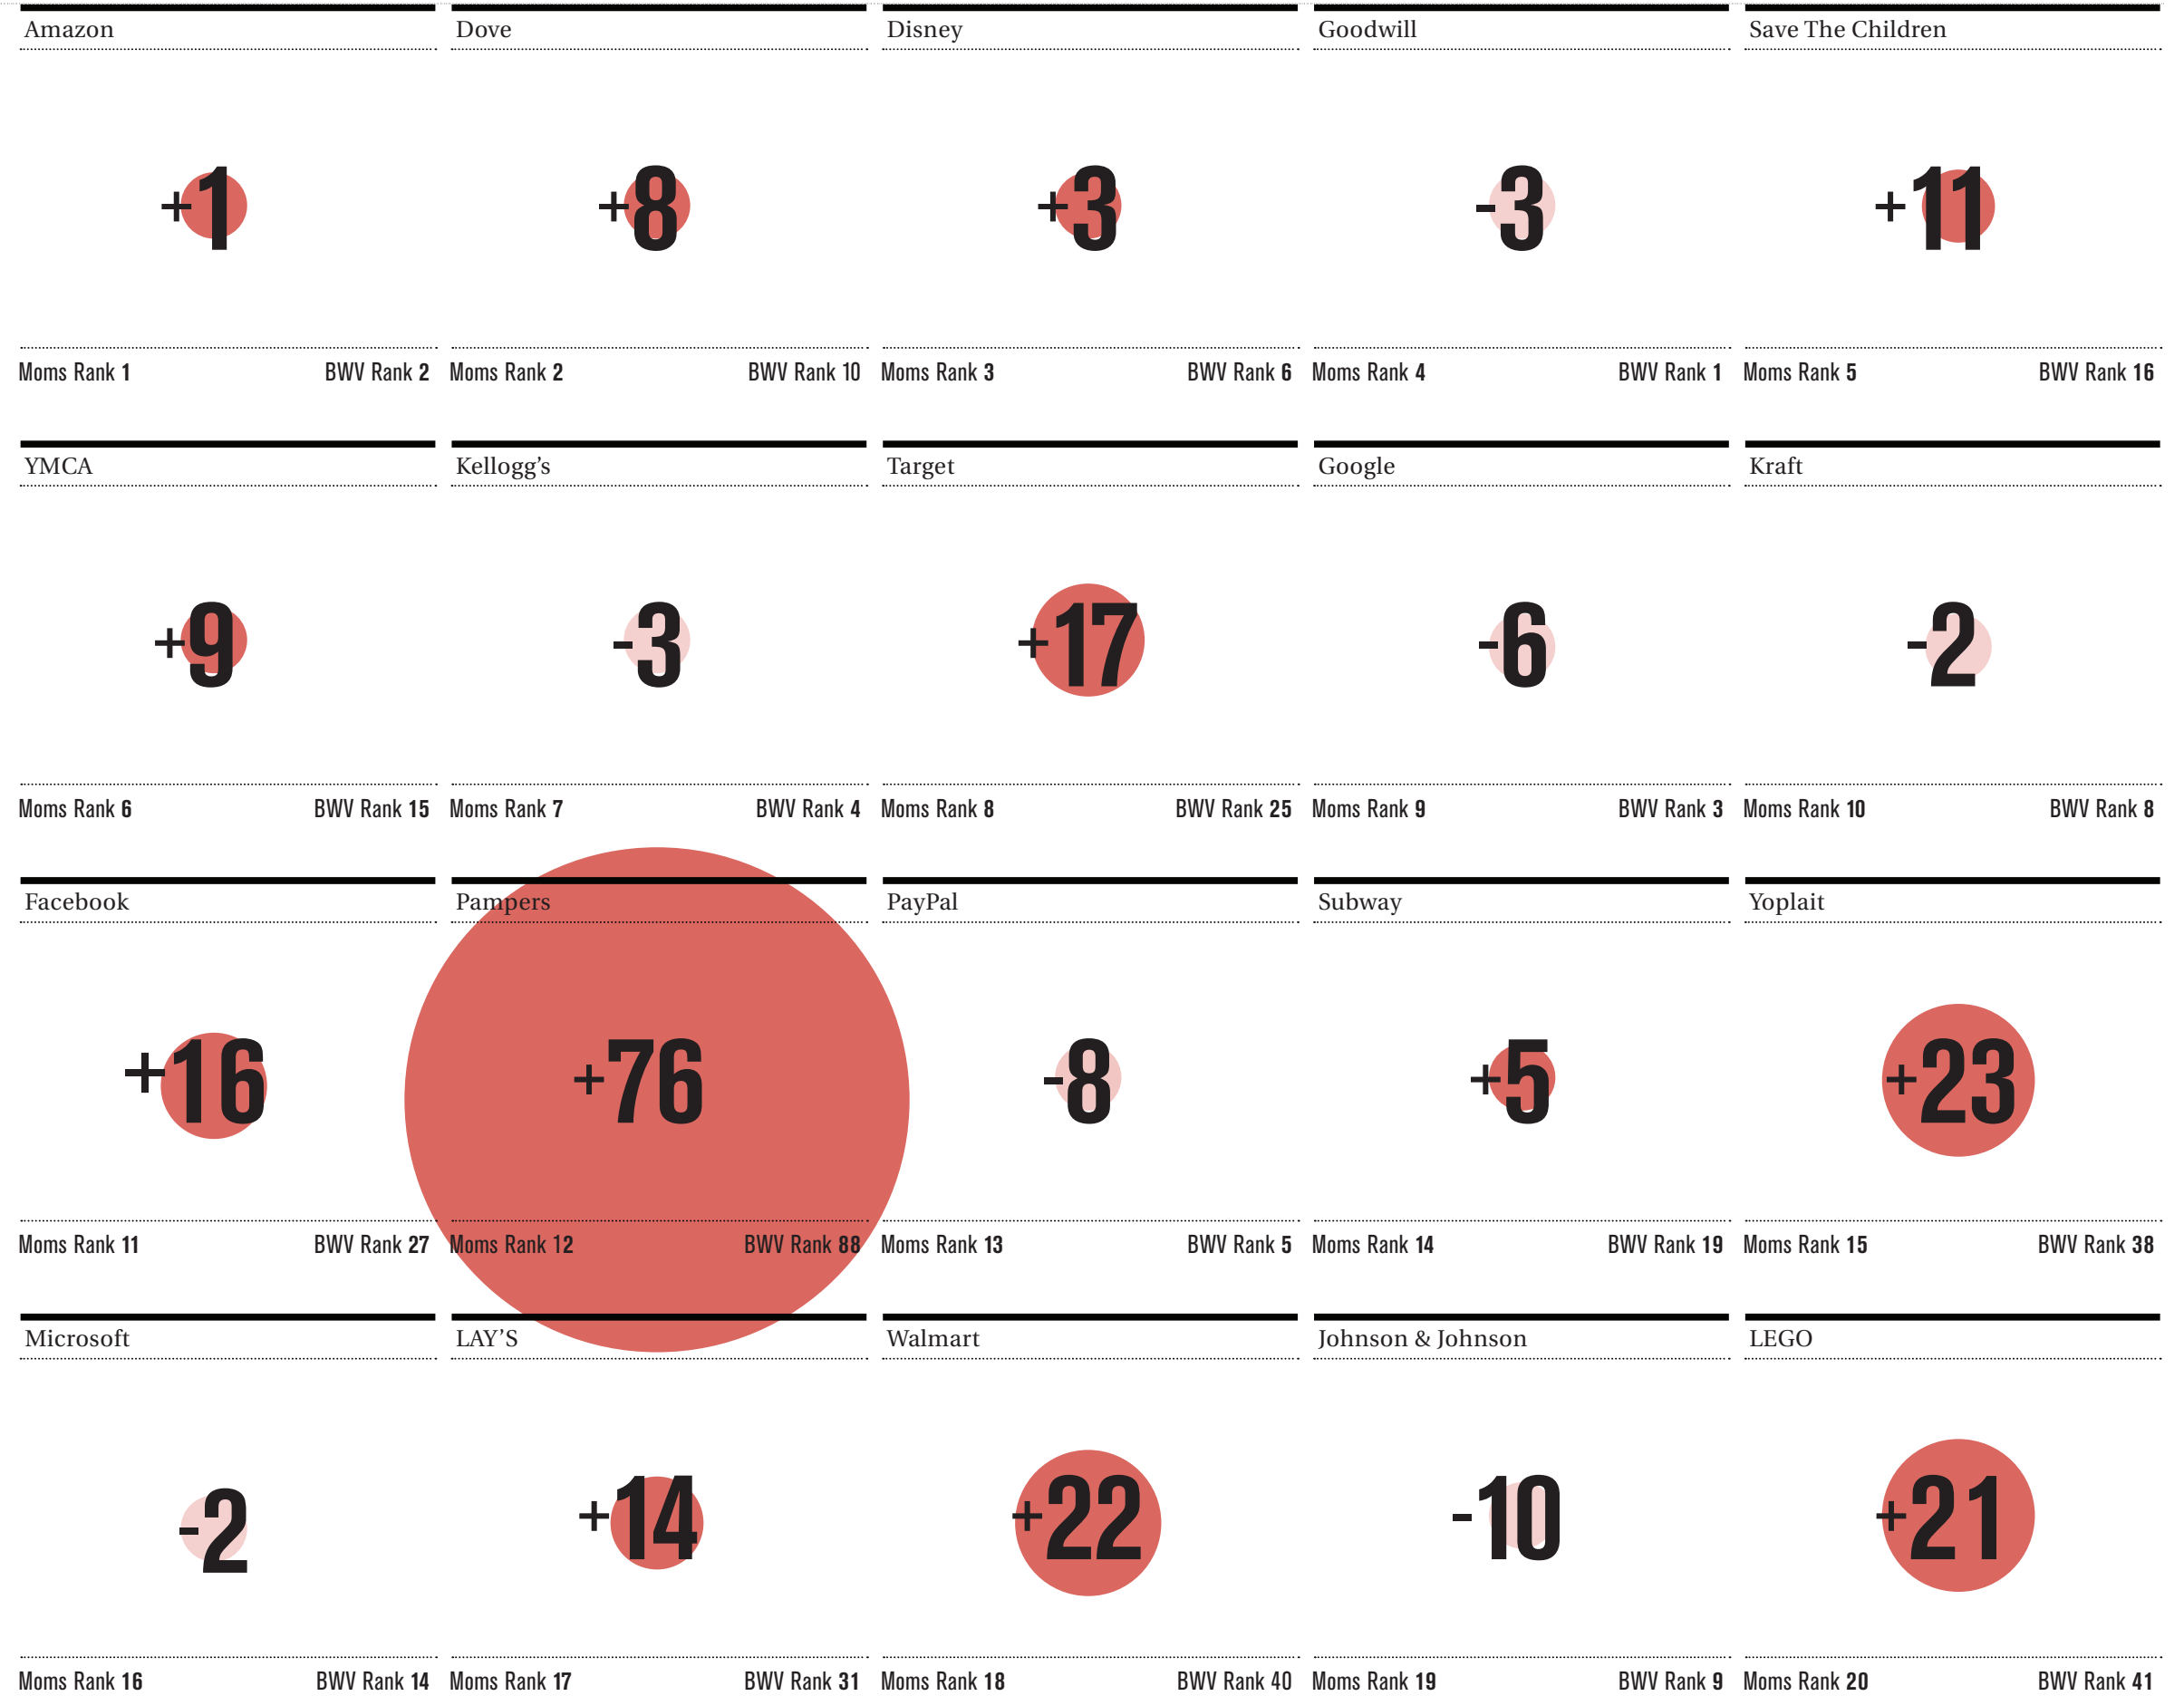 Amazon Dove Disney Goodwill Save The Children
+1 +8 +3 -3 +11
Moms Rank 1 BWV Rank 2 Moms Rank 2 BWV Rank 10 Moms Rank 3 BWV Rank 6 Moms Rank 4 BWV Rank 1 Moms Rank 5 BWV Rank 16
YMCA Kellogg’s Target Google Kraft
+9 -3 +17 -6 -2
Moms Rank 6 BWV Rank 15 Moms Rank 7 BWV Rank 4 Moms Rank 8 BWV Rank 25 Moms Rank 9 BWV Rank 3 Moms Rank 10 BWV Rank 8
Facebook Pampers PayPal Subway Yoplait
+16 +76 -8 +5 +23
Moms Rank 11 BWV Rank 27 Moms Rank 12 BWV Rank 88 Moms Rank 13 BWV Rank 5 Moms Rank 14 BWV Rank 19 Moms Rank 15 BWV Rank 38
Microsoft LAY’S Walmart Johnson & Johnson LEGO
-2 +14 +22 -10 +21
Moms Rank 16 BWV Rank 14 Moms Rank 17 BWV Rank 31 Moms Rank 18 BWV Rank 40 Moms Rank 19 BWV Rank 9 Moms Rank 20 BWV Rank 41